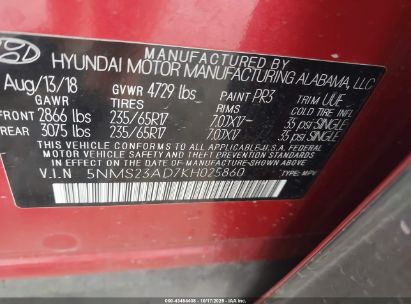 MANUFACTURED BY
HYUNDAI MOTOR MANUFACTURING ALABAMA, LLC
Aug/13/18 GVWR 4729 lbs PAINT PR3 TRIM UUE
GAWR TIRES RIMS COLD TIRE INFL
FRONT 2866 lbs 235/65R17 7.0JX17 35 psi SINGLE
REAR 3075 lbs 235/65R17 7.0JX17 35 psi SINGLE
THIS VEHICLE CONFORMS TO ALL APPLICABLE U.S.A. FEDERAL
MOTOR VEHICLE SAFETY AND THEFT PREVENTION STANDARDS
IN EFFECT ON THE DATE OF MANUFACTURE SHOWN ABOVE
V.I.N 5NMS23AD7KH025860 TYPE: MPV